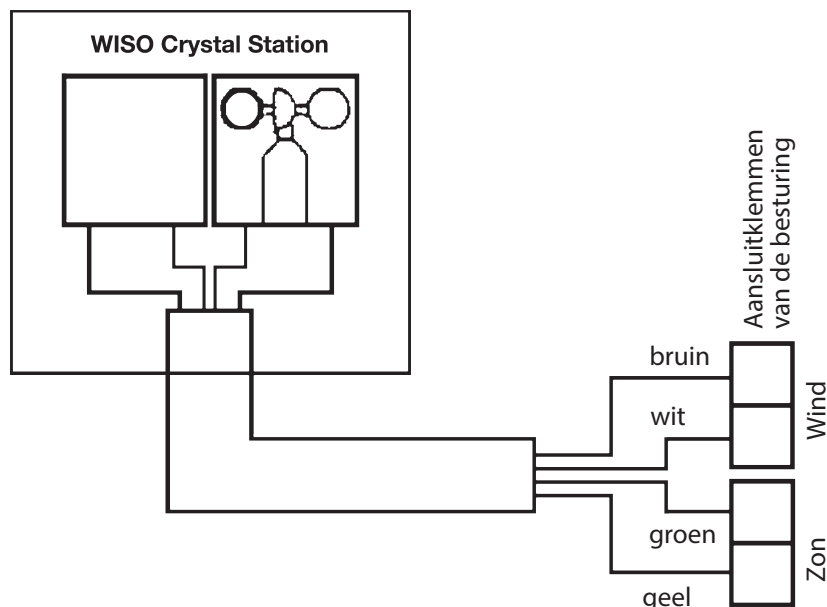 WISO Crystal Station
Aansluitklemmen
van de besturing
bruin
wit
Wind
groen
geel
Zon